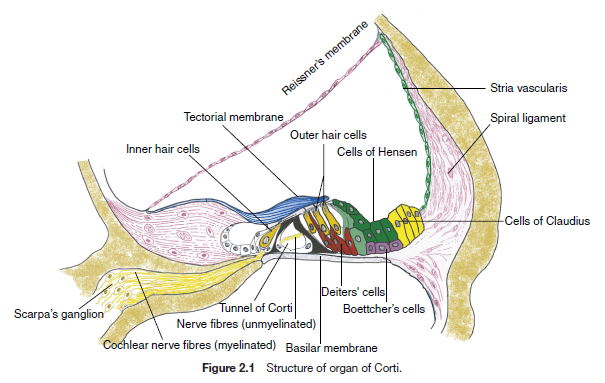 Reissner's membrane
Stria vascularis
Tectorial membrane
Spiral ligament
Outer hair cells
Inner hair cells
Cells of Hensen
Cells of Claudius
Deiters' cells
Tunnel of Corti
Boettcher's cells
Scarpa's ganglion
Nerve fibres (unmyelinated)
Cochlear nerve fibres (myelinated)
Basilar membrane
Figure 2.1 Structure of organ of Corti.